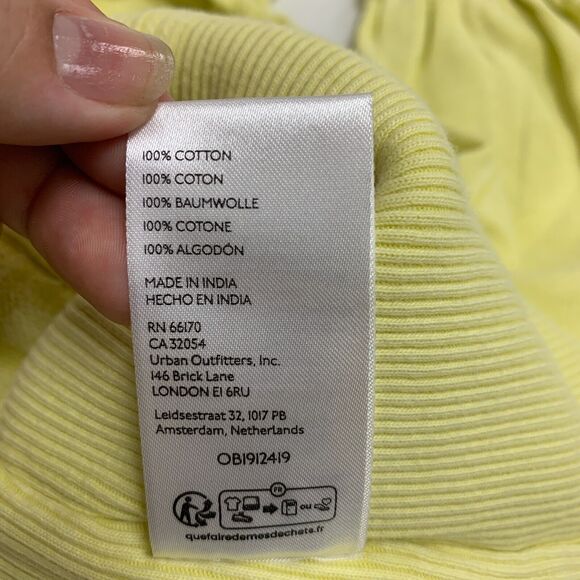 100% COTTON
100% COTON
100% BAUMWOLLE
100% COTONE
100% ALGODÓN
MADE IN INDIA
HECHO EN INDIA
RN 66170
CA 32054
Urban Outfitters, Inc.
146 Brick Lane
LONDON E1 6RU
Leidsestraat 32, 1017 PB
Amsterdam, Netherlands
OB1912419
FR
ou
quefairedemesdechets.fr